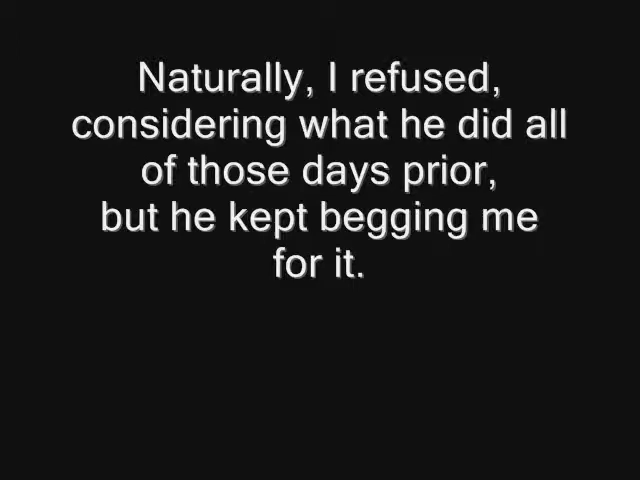 Naturally, I refused,
considering what he did all
of those days prior,
but he kept begging me
for it.